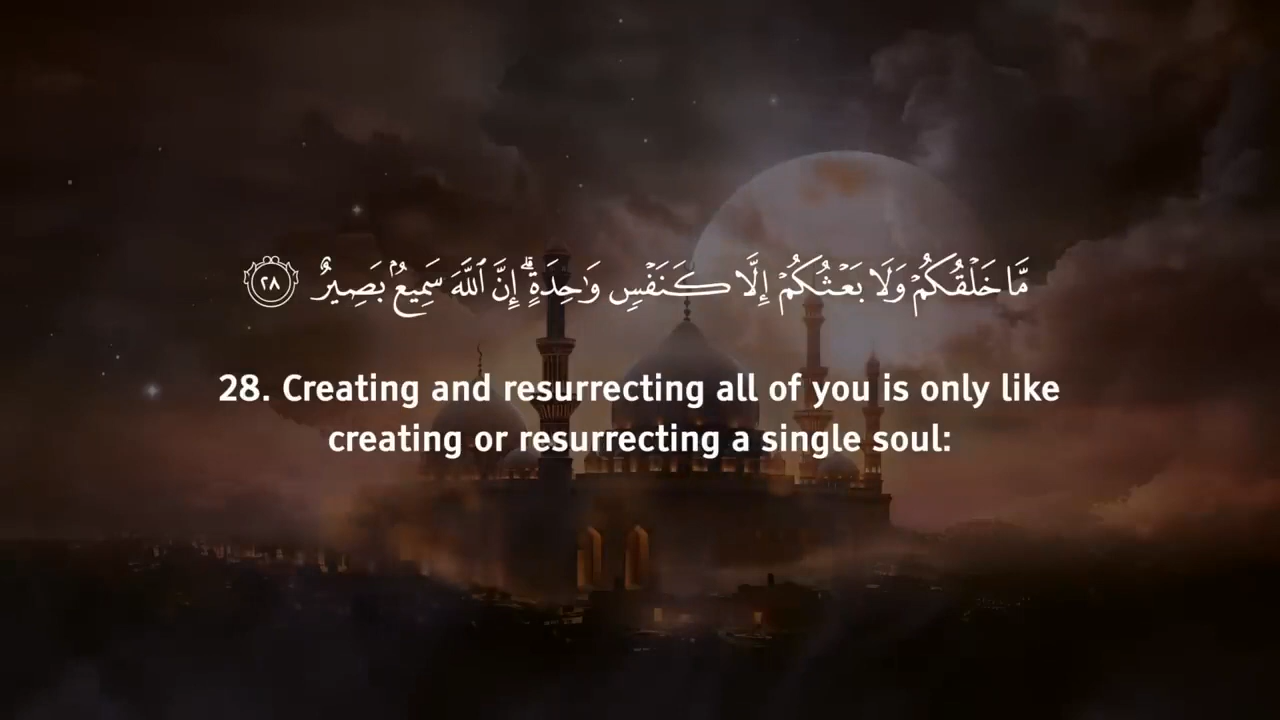 مَّا خَلْقُكُمْ وَلَا بَعْثُكُمْ إِلَّا كَنَفْسٍ وَٰحِدَةٍ ۗ إِنَّ ٱللَّهَ سَمِيعٌۢ بَصِيرٌ ٢٨
28. Creating and resurrecting all of you is only like
creating or resurrecting a single soul: